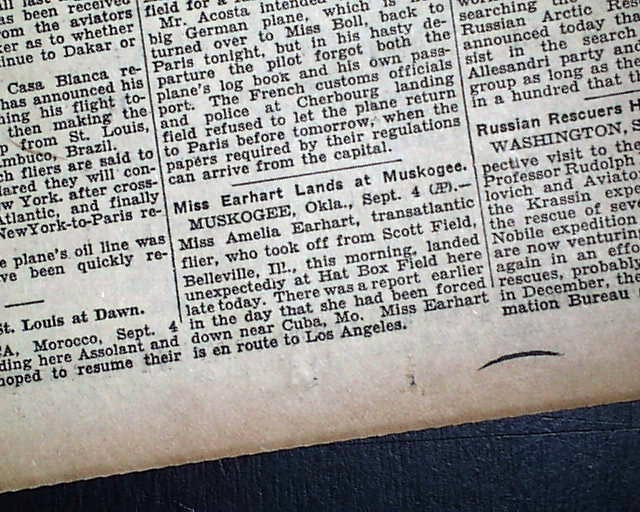 has been received
from the aviators
as to whether
tinue to Dakar or
Casa Blanca re-
has announced his
ing his flight to-
then making the
from St. Louis,
mbuco, Brazil.
ch fliers are said to
lared they will con-
w York. after cross-
Atlantic, and finally
NewYork-to-Paris re-
e plane's oil line was
ve been quickly re-
St. Louis at Dawn.
CA, Morocco, Sept. 4
ding here Assolant and
hoped to resume their
field for a
Mr. Acosta intended
big German plane, which is
turned over to Miss Boll, back to
Paris tonight, but in his hasty de-
parture the pilot forgot both the
plane's log book and his own pass-
port. The French customs officials
and police at Cherbourg landing
field refused to let the plane return
to Paris before tomorrow, when the
papers required by their regulations
can arrive from the capital.
Miss Earhart Lands at Muskogee.
MUSKOGEE, Okla., Sept. 4 (AP).—
Miss Amelia Earhart, transatlantic
flier, who took off from Scott Field,
Belleville, Ill., this morning, landed
unexpectedly at Hat Box Field here
late today. There was a report earlier
in the day that she had been forced
down near Cuba, Mo. Miss Earhart
is en route to Los Angeles.
searching the
Russian Arctic Res
announced today tha
sist in the search
Allesandri party and
group as long as the
in a hundred that t
Russian Rescuers H
WASHINGTON, S
pective visit to the
Professor Rudolph
lovich and Aviator
the Krassin exp
the rescue of seve
Nobile expedition
are now venturing
again in an effo
rescues, probably
in December, the
mation Bureau